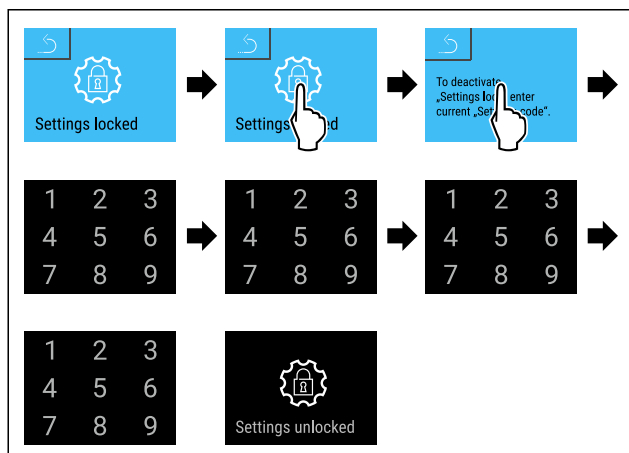 Settings locked
Settings
d
To deactivate
„Settings lo
enter
current „Set
code“.
1 2 3
4 5 6
7 8 9
1 2 3
4 5 6
7 8 9
1 2 3
4 5 6
7 8 9
1 2 3
4 5 6
7 8 9
Settings unlocked